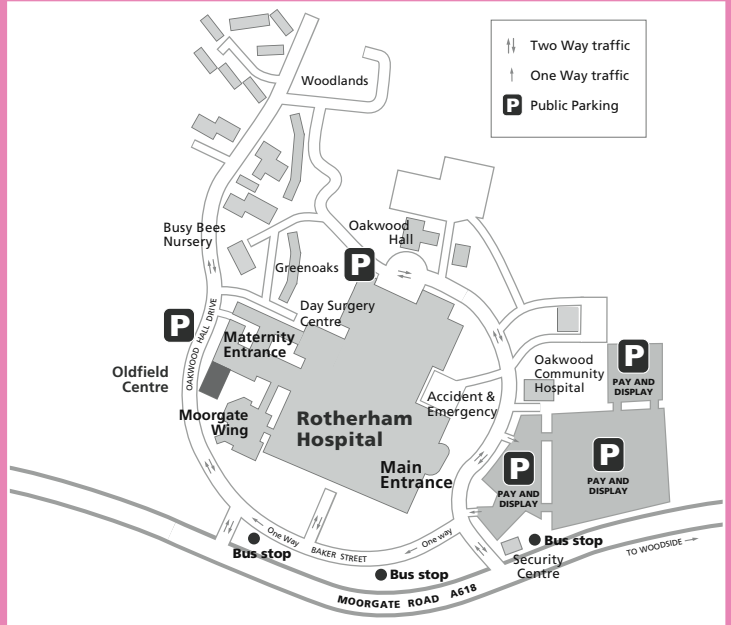 Two Way traffic
One Way traffic
P Public Parking
Woodlands
Busy Bees
Nursery
Oakwood
Hall
Greenoaks
P
Day Surgery
Centre
P
OAKWOOD HALL DRIVE
Maternity
Entrance
Oldfield
Centre
Moorgate
Wing
Rotherham
Hospital
Accident &
Emergency
Main
Entrance
Oakwood
Community
Hospital
P
PAY AND
DISPLAY
P
PAY AND
DISPLAY
P
PAY AND
DISPLAY
One Way
BAKER STREET
One way
Bus stop
Bus stop
Bus stop
Security
Centre
TO WOODSIDE
MOORGATE ROAD A618